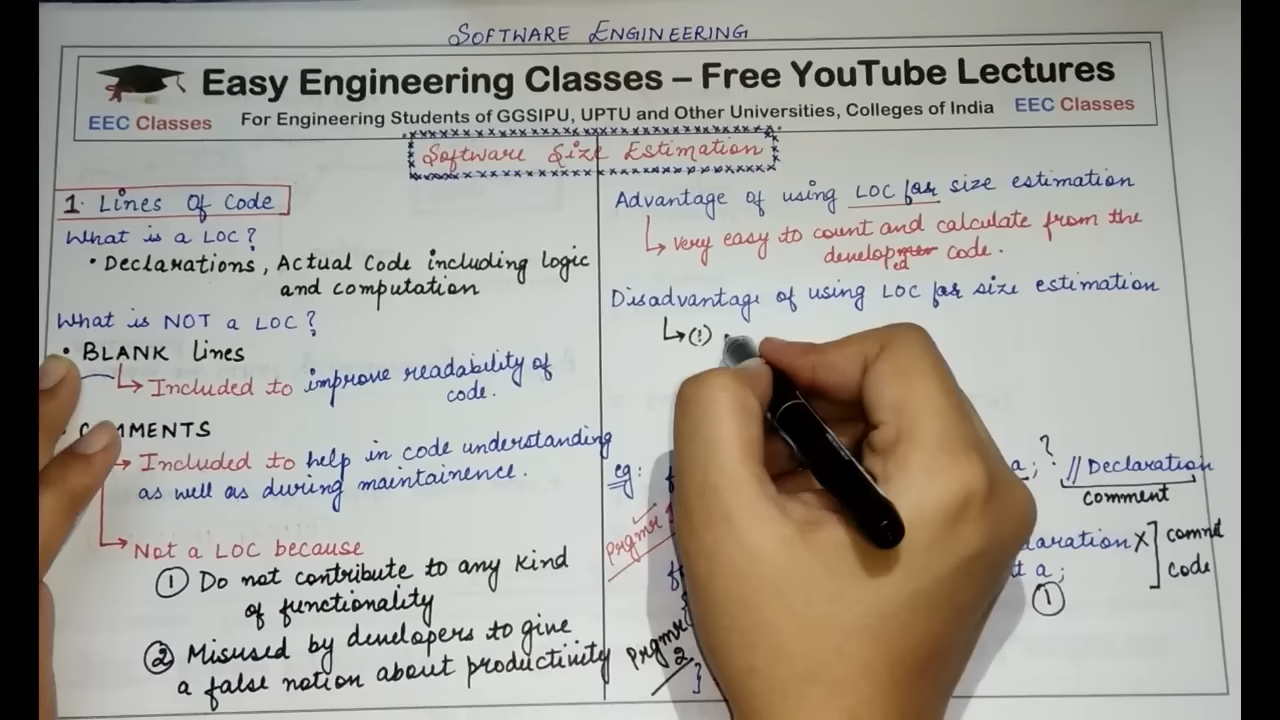 SOFTWARE ENGINEERING
Easy Engineering Classes – Free YouTube Lectures
EEC Classes
For Engineering Students of GGSIPU, UPTU and Other Universities, Colleges of India
EEC Classes
Software Size Estimation
1. Lines Of Code
What is a LOC?
• Declarations, Actual Code including logic
and computation
What is NOT a LOC?
• BLANK lines
Included to improve readability of
code.
COMMENTS
Included to help in code understanding
as well as during maintainence.
Not a LOC because
① Do not contribute to any kind
of functionality
② Misused by developers to give
a false notion about productivity
Advantage of using LOC for size estimation
very easy to count and calculate from the
developed code.
Disadvantage of using LOC for size estimation
(1)
eg:
a; ? // Declaration
comment
prgmr 1
X
a;
①
code
prgmr
2
}